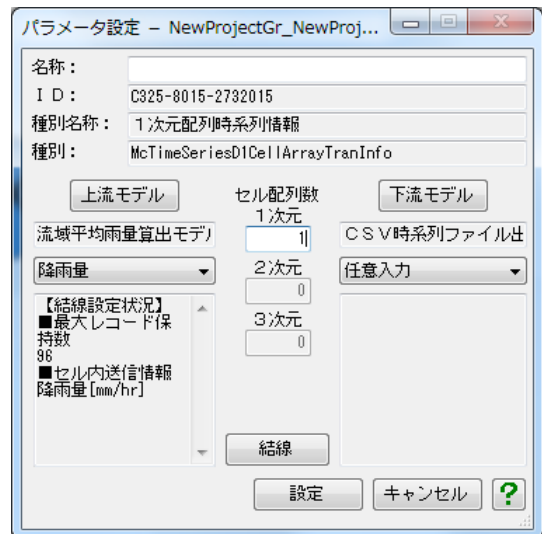 パラメータ設定 － NewProjectGr_NewProj...
名称：
ＩＤ： C325-8015-2732015
種別名称： １次元配列時系列情報
種別： McTimeSeriesD1CellArrayTranInfo
上流モデル セル配列数 下流モデル
１次元
流域平均雨量算出モデﾉ 1 ＣＳＶ時系列ファイル出
降雨量 ２次元 任意入力
0
【結線設定状況】
■最大レコード保 ３次元
持数 0
96
■セル内送信情報
降雨量[mm/hr]
結線
設定 キャンセル ?